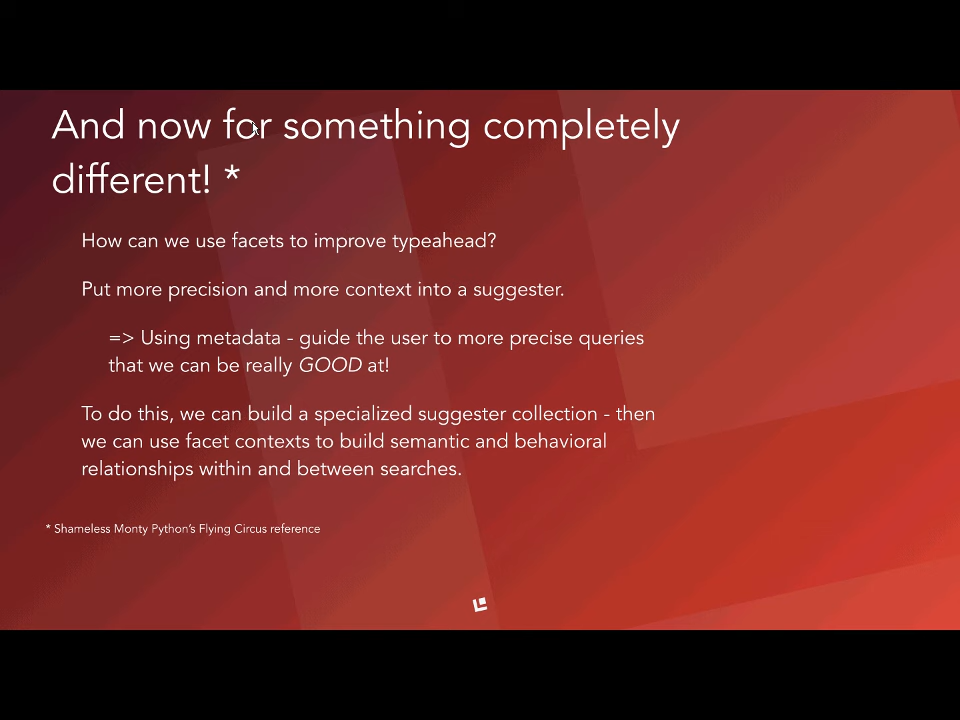 And now for something completely
different! *
How can we use facets to improve typeahead?
Put more precision and more context into a suggester.
=> Using metadata - guide the user to more precise queries
that we can be really GOOD at!
To do this, we can build a specialized suggester collection - then
we can use facet contexts to build semantic and behavioral
relationships within and between searches.
* Shameless Monty Python’s Flying Circus reference